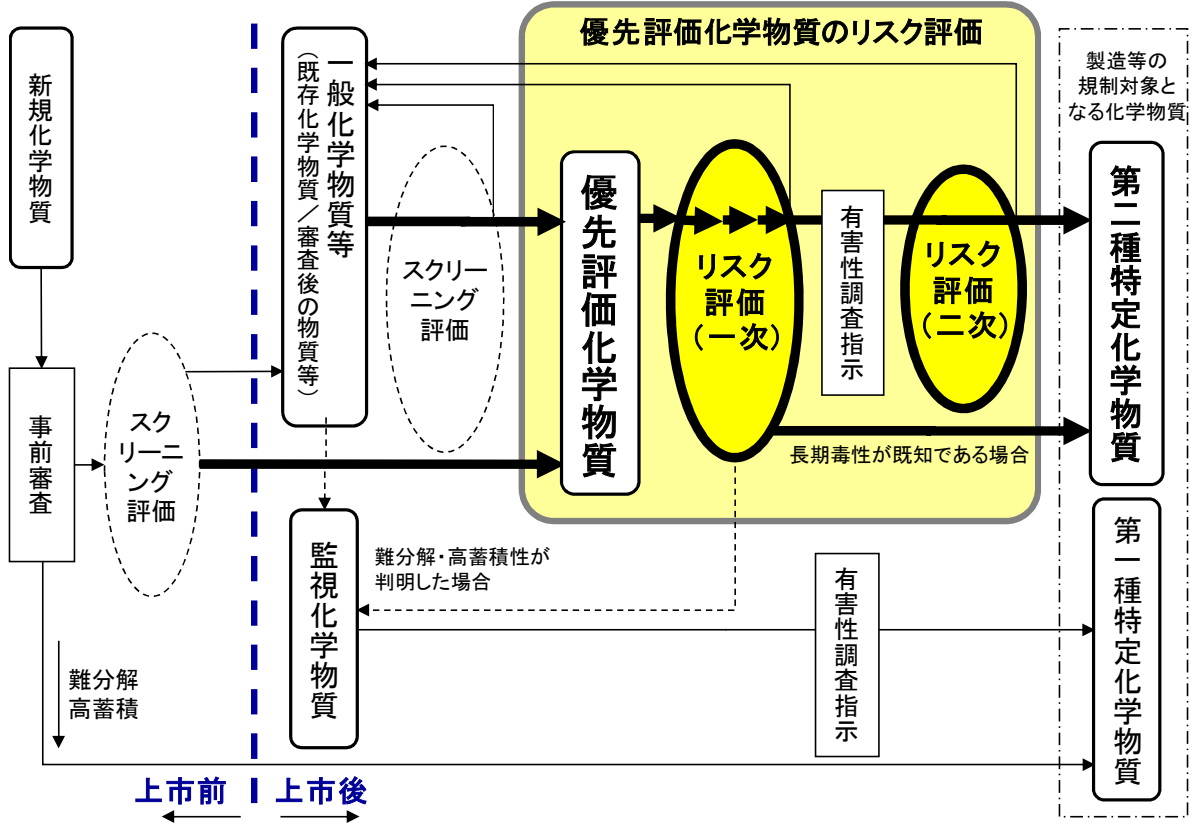 新規化学物質
事前審査
スク
リーニ
ング
評価
難分解
高蓄積
上市前
上市後
一般化学物質等
（既存化学物質／審査後の物質等）
スクリー
ニング
評価
監視化学物質
難分解・高蓄積性が
判明した場合
優先評価化学物質のリスク評価
優先評価化学物質
リスク
評価
（一次）
有害性調査指示
リスク
評価
（二次）
長期毒性が既知である場合
有害性調査指示
製造等の
規制対象と
なる化学物質
第二種特定化学物質
第一種特定化学物質